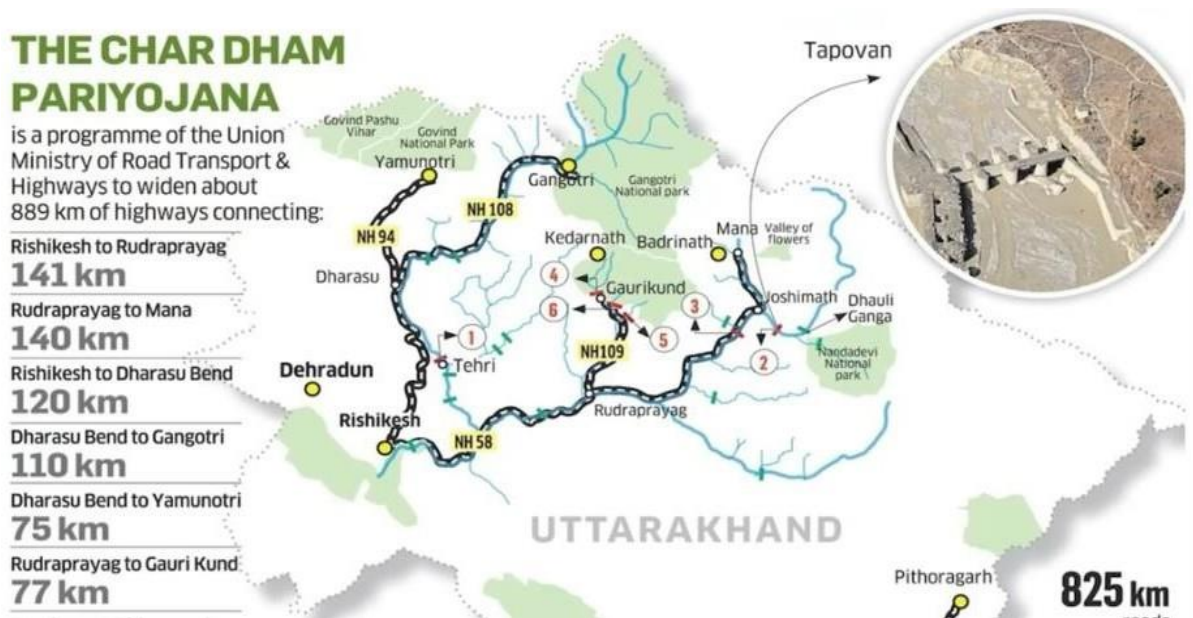 THE CHAR DHAM
PARIYOJANA
is a programme of the Union
Ministry of Road Transport &
Highways to widen about
889 km of highways connecting:
Rishikesh to Rudraprayag
141 km
Rudraprayag to Mana
140 km
Rishikesh to Dharasu Bend
120 km
Dharasu Bend to Gangotri
110 km
Dharasu Bend to Yamunotri
75 km
Rudraprayag to Gauri Kund
77 km
Tapovan
Govind Pashu
Vihar
Govind
National Park
Yamunotri
Gangotri
Gangotri
National park
NH 108
NH 94
Kedarnath
Badrinath
Mana
Valley of
flowers
Dharasu
4
Gaurikund
6
3
Joshimath
Dhauli
Ganga
1
5
2
Tehri
NH109
Nandadevi
National
park
Dehradun
Rudraprayag
Rishikesh
NH 58
UTTARAKHAND
Pithoragarh
825 km
roads